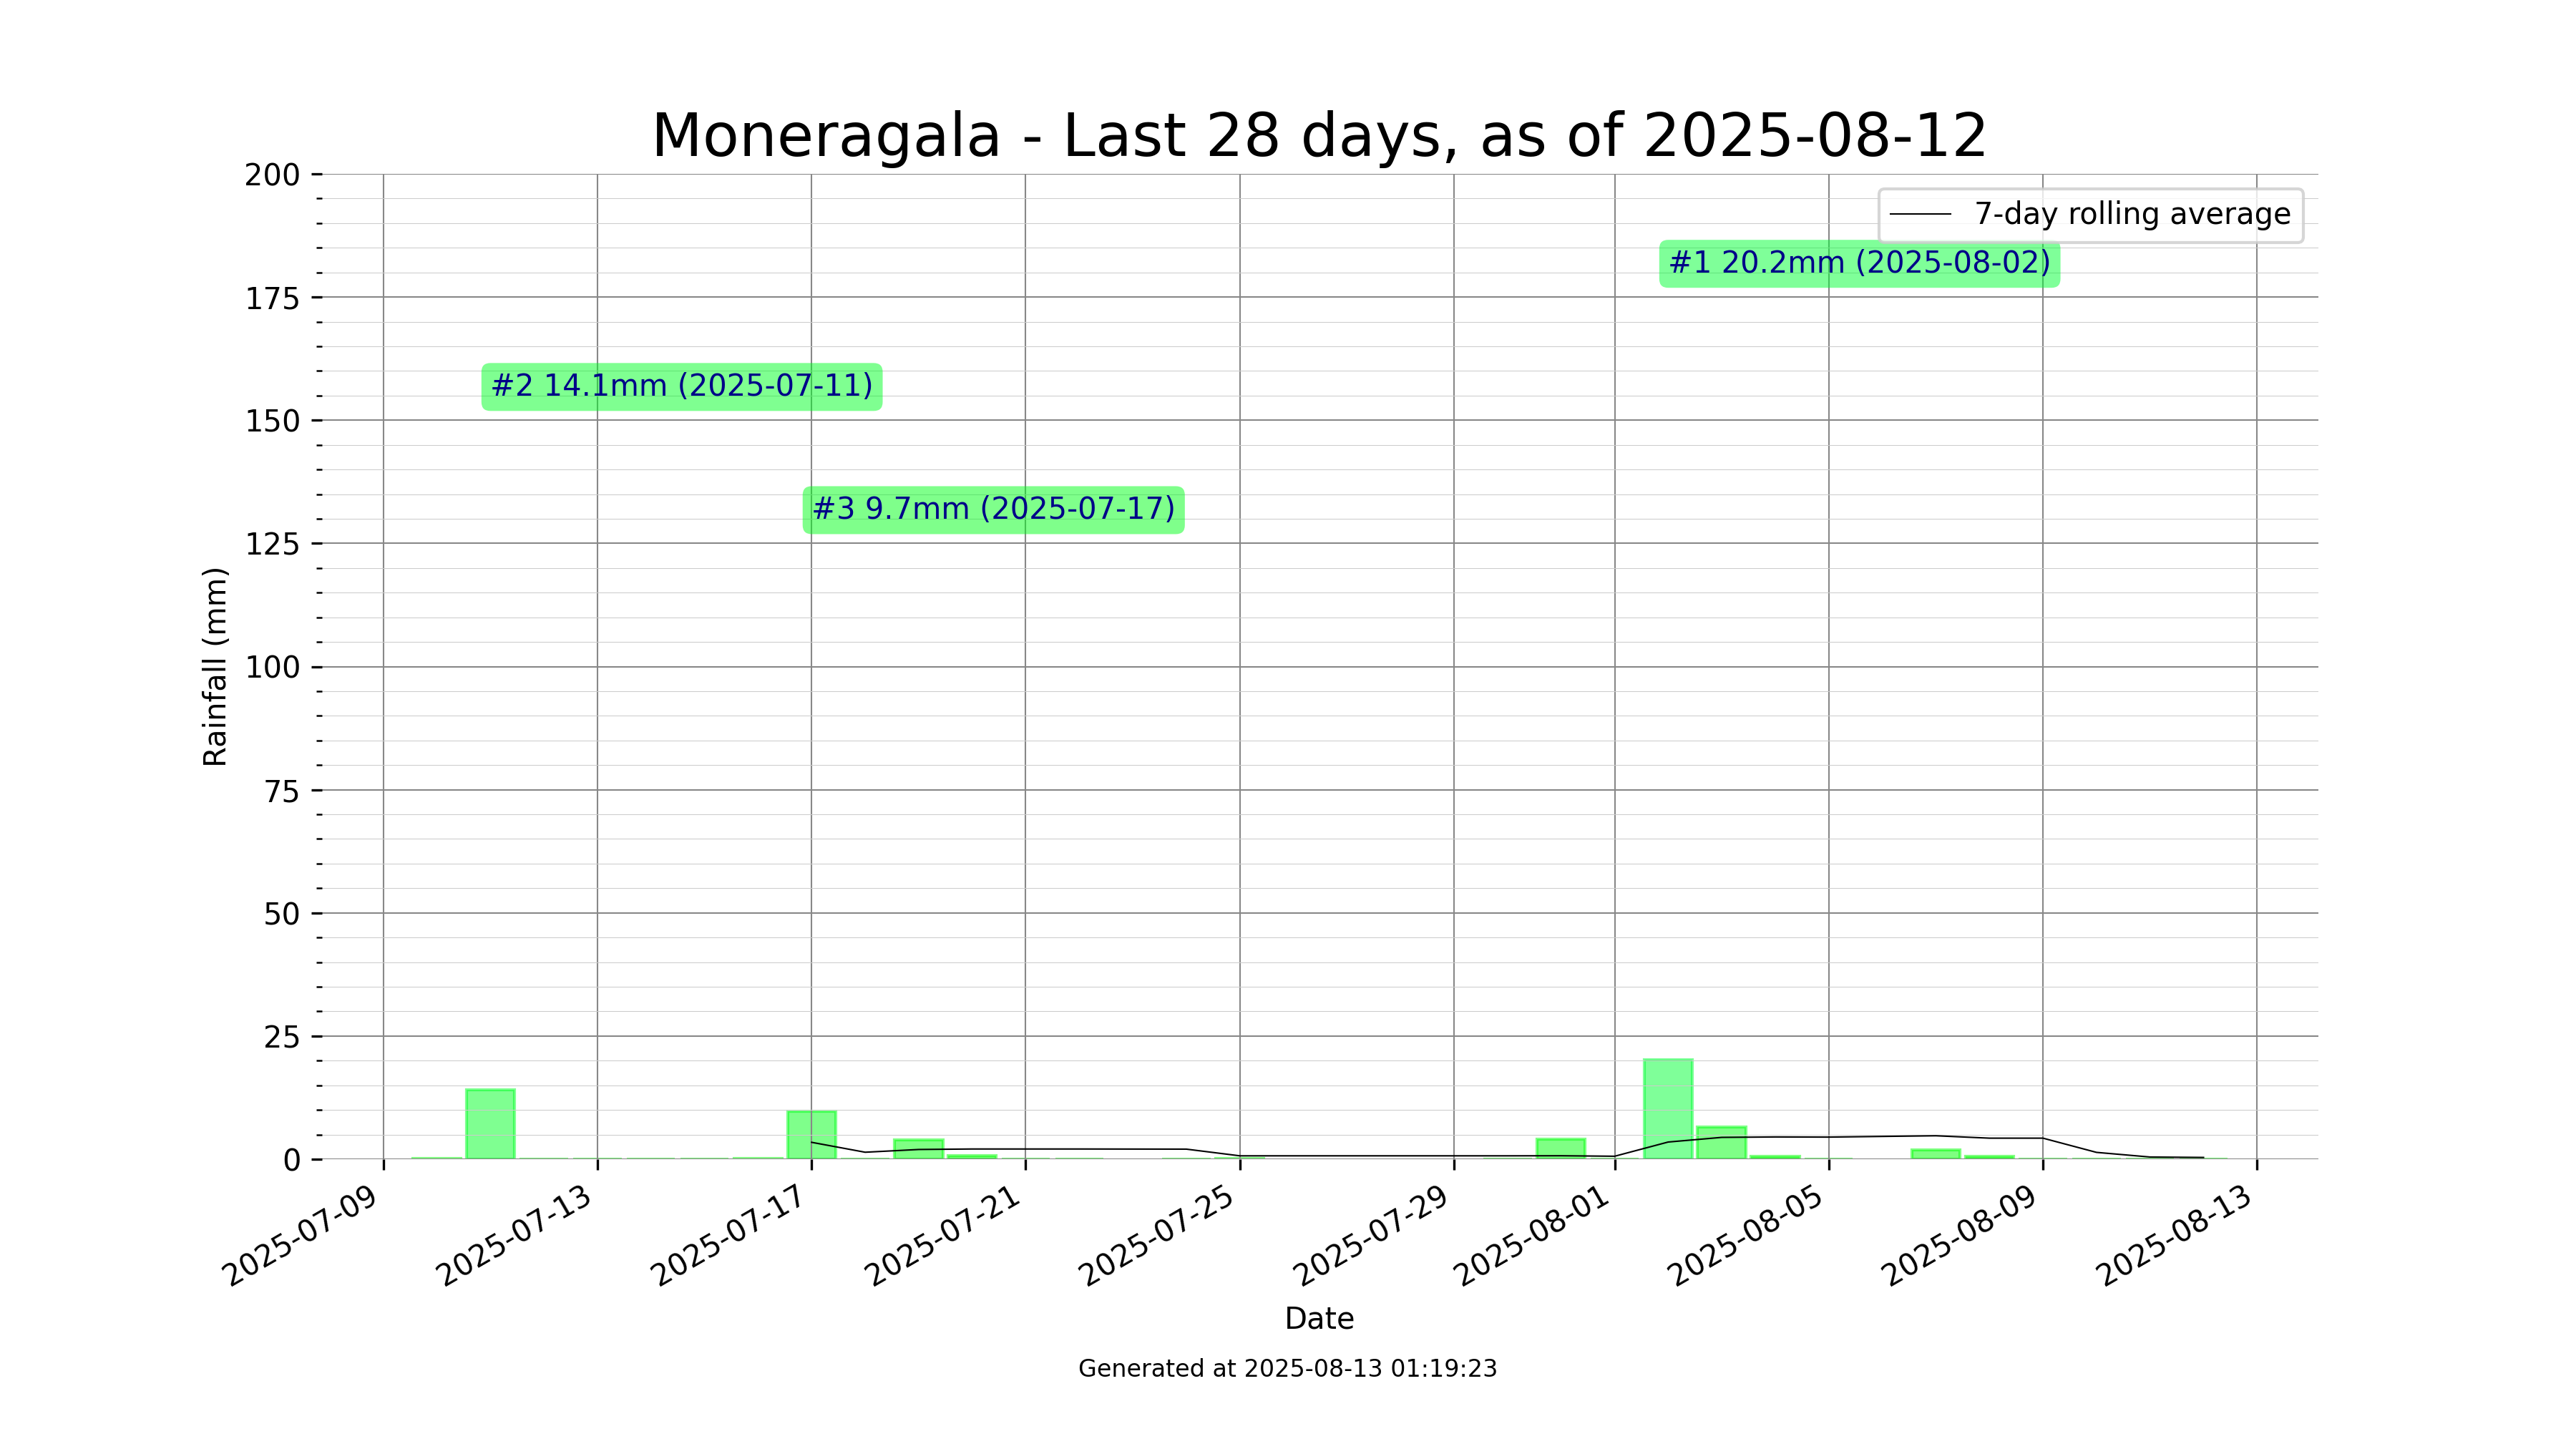 Moneragala - Last 28 days, as of 2025-08-12
200
175
150
125
100
75
50
25
0
Rainfall (mm)
7-day rolling average
#1 20.2mm (2025-08-02)
#2 14.1mm (2025-07-11)
#3 9.7mm (2025-07-17)
2025-07-09
2025-07-13
2025-07-17
2025-07-21
2025-07-25
2025-07-29
2025-08-01
2025-08-05
2025-08-09
2025-08-13
Date
Generated at 2025-08-13 01:19:23